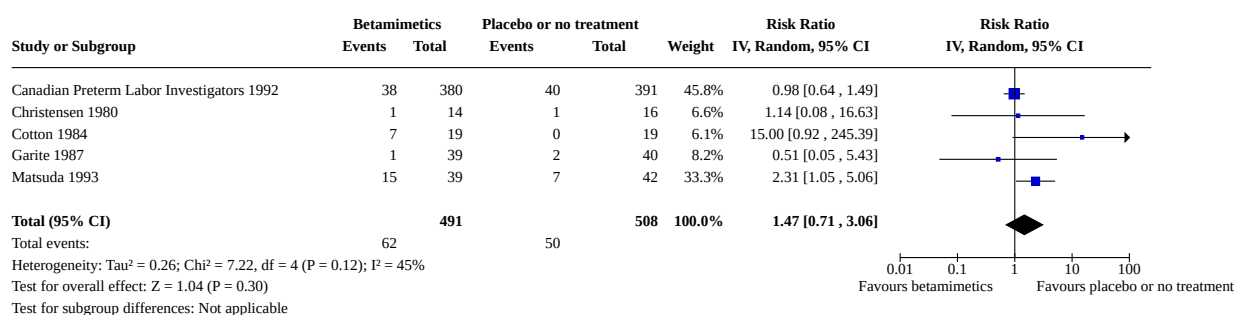 Betamimetics Placebo or no treatment Risk Ratio Risk Ratio
Study or Subgroup Events Total Events Total Weight IV, Random, 95% CI IV, Random, 95% CI
Canadian Preterm Labor Investigators 1992 38 380 40 391 45.8% 0.98 [0.64 , 1.49]
Christensen 1980 1 14 1 16 6.6% 1.14 [0.08 , 16.63]
Cotton 1984 7 19 0 19 6.1% 15.00 [0.92 , 245.39]
Garite 1987 1 39 2 40 8.2% 0.51 [0.05 , 5.43]
Matsuda 1993 15 39 7 42 33.3% 2.31 [1.05 , 5.06]
Total (95% CI) 491 508 100.0% 1.47 [0.71 , 3.06]
Total events: 62 50
Heterogeneity: Tau² = 0.26; Chi² = 7.22, df = 4 (P = 0.12); I² = 45%
0.01 0.1 1 10 100
Test for overall effect: Z = 1.04 (P = 0.30) Favours betamimetics Favours placebo or no treatment
Test for subgroup differences: Not applicable